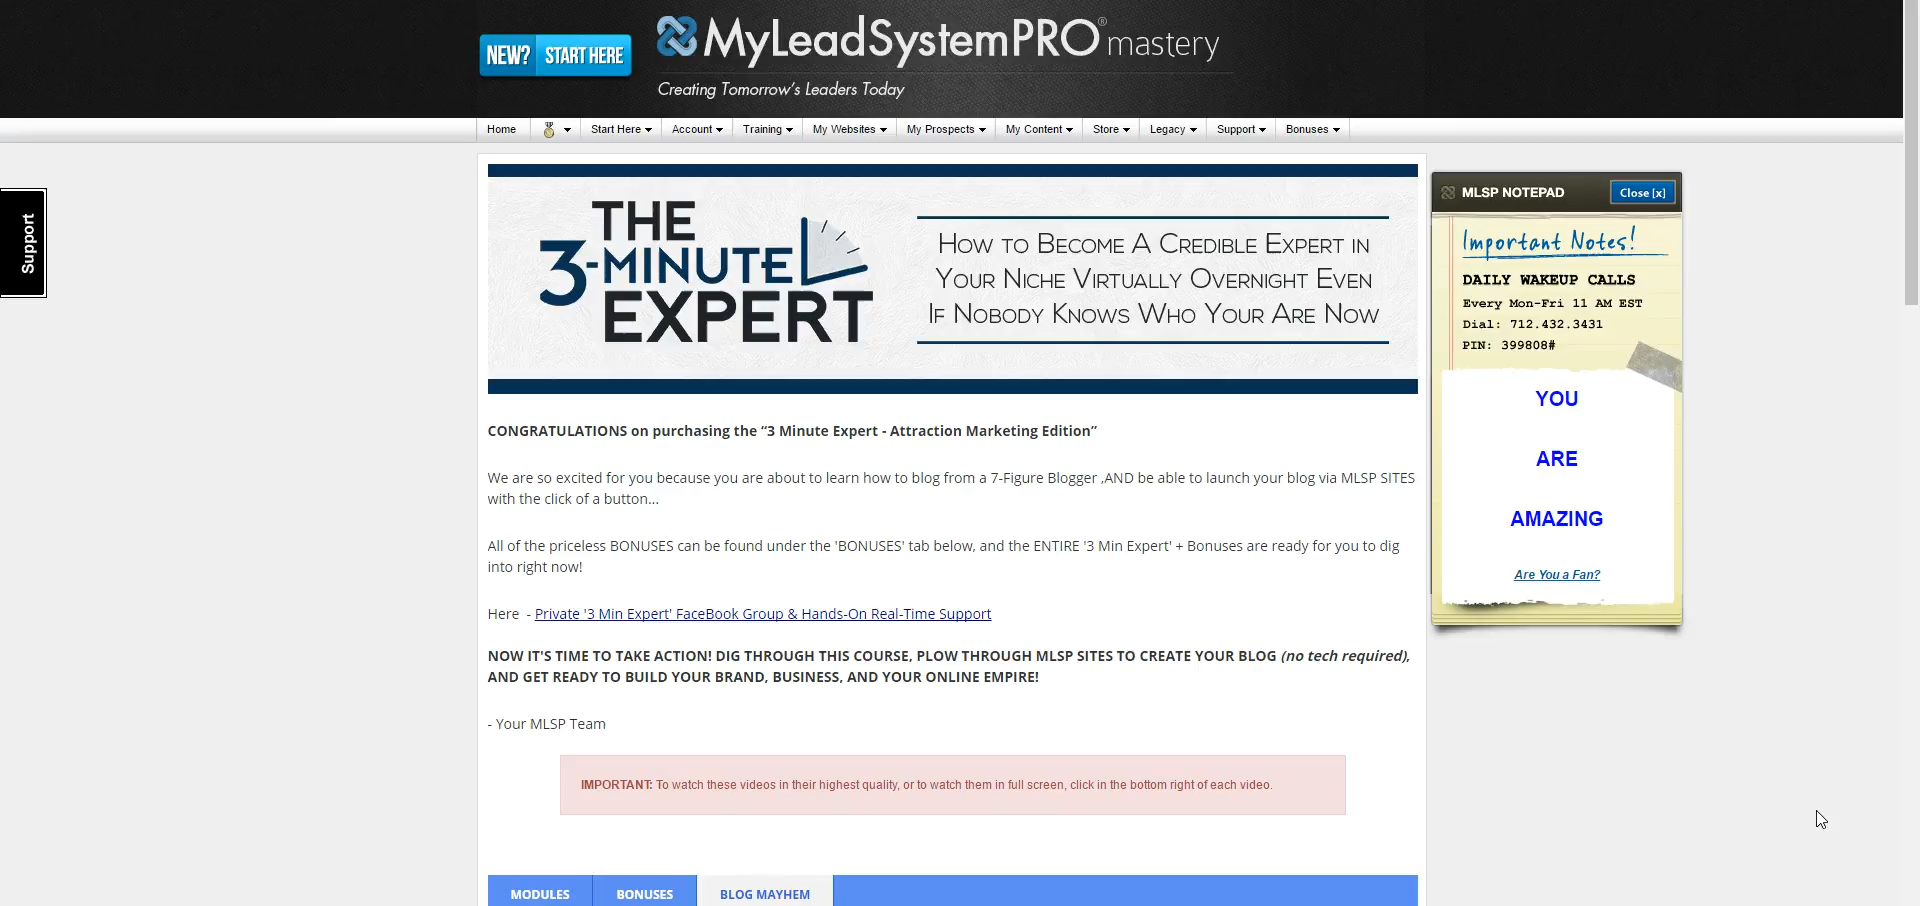 NEW? START HERE
MyLeadSystemPRO® mastery
Creating Tomorrow's Leaders Today
Home Start Here Account Training My Websites My Prospects My Content Store Legacy Support Bonuses
Support
THE
3-MINUTE
EXPERT
How to Become A Credible Expert in
Your Niche Virtually Overnight Even
If Nobody Knows Who Your Are Now
MLSP NOTEPAD
Close [x]
Important Notes!
DAILY WAKEUP CALLS
Every Mon-Fri 11 AM EST
Dial: 712.432.3431
PIN: 399808#
YOU
ARE
AMAZING
Are You a Fan?
CONGRATULATIONS on purchasing the “3 Minute Expert - Attraction Marketing Edition”
We are so excited for you because you are about to learn how to blog from a 7-Figure Blogger ,AND be able to launch your blog via MLSP SITES
with the click of a button...
All of the priceless BONUSES can be found under the 'BONUSES' tab below, and the ENTIRE '3 Min Expert' + Bonuses are ready for you to dig
into right now!
Here - Private '3 Min Expert' FaceBook Group & Hands-On Real-Time Support
NOW IT'S TIME TO TAKE ACTION! DIG THROUGH THIS COURSE, PLOW THROUGH MLSP SITES TO CREATE YOUR BLOG (no tech required),
AND GET READY TO BUILD YOUR BRAND, BUSINESS, AND YOUR ONLINE EMPIRE!
- Your MLSP Team
IMPORTANT: To watch these videos in their highest quality, or to watch them in full screen, click in the bottom right of each video.
MODULES BONUSES BLOG MAYHEM